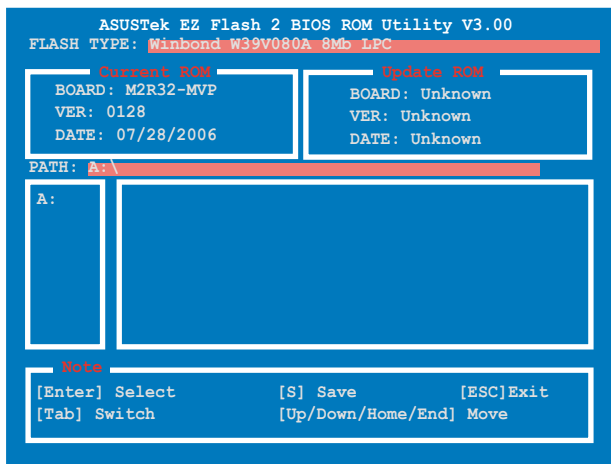 ASUSTek EZ Flash 2 BIOS ROM Utility V3.00
FLASH TYPE: Winbond W39V080A 8Mb LPC
Current ROM
BOARD: M2R32-MVP
VER: 0128
DATE: 07/28/2006
Update ROM
BOARD: Unknown
VER: Unknown
DATE: Unknown
PATH: A:\
A:
Note
[Enter] Select [S] Save [ESC]Exit
[Tab] Switch [Up/Down/Home/End] Move